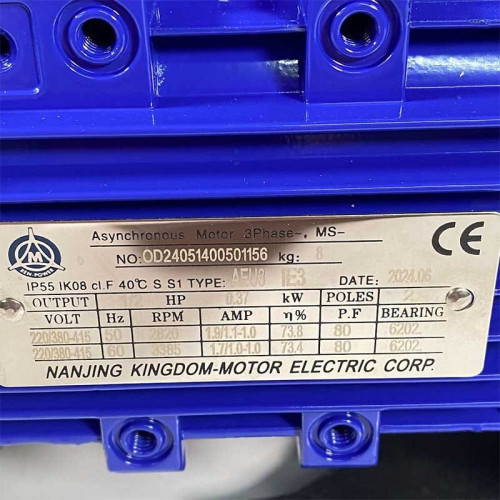 Asynchronous Motor 3Phase~, MS-
NO: OD24051400501156 kg: 8
IP55 IK08 cl.F 40℃ S S1 TYPE: IE3 DATE: 2024.06
OUTPUT 1/2 HP 0.37 kW POLES 2
VOLT Hz RPM AMP η% P.F BEARING
220/380-415 50 2820 1.9/1.1-1.0 73.8 80 6202
220/380-415 60 3385 1.7/1.0-1.0 73.4 80 6202
NANJING KINGDOM-MOTOR ELECTRIC CORP.
CE